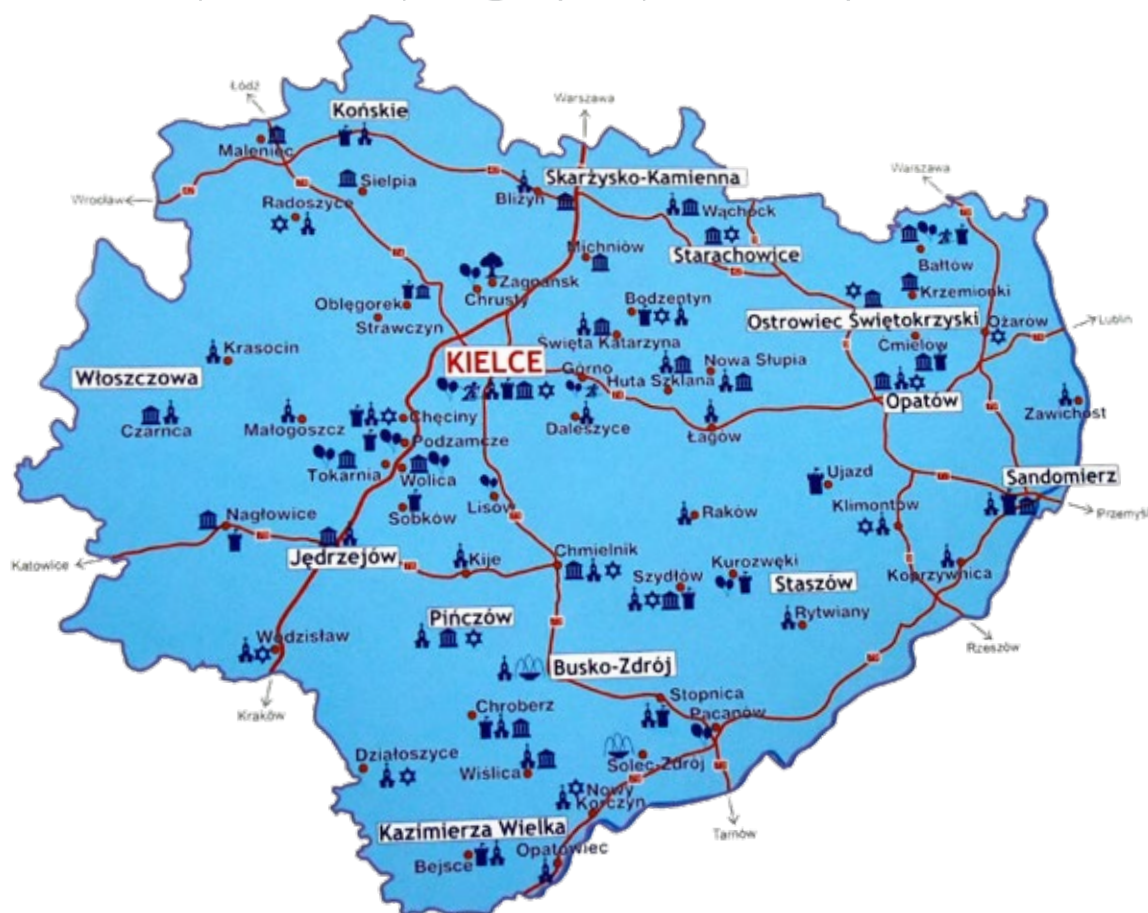 Łódź
Warszawa
Końskie
Maleniec
Skarżysko-Kamienna
Warszawa
Sielpia
Wrocław
Bliżyn
Radoszyce
Wąchock
Michniów
Starachowice
Bałtów
Zagnańsk
Chrusty
Oblęgorek
Bodzentyn
Krzemionki
Strawczyn
Ostrowiec Świętokrzyski
Ożarów
Lublin
Święta Katarzyna
Ćmielów
Krasocin
KIELCE
Górno
Nowa Słupia
Huta Szklana
Włoszczowa
Opatów
Zawichost
Czarnca
Małogoszcz
Chęciny
Daleszyce
Łagów
Podzamcze
Tokarnia
Wolica
Ujazd
Sandomierz
Sobków
Lisów
Raków
Klimontów
Przemyśl
Nagłowice
Jędrzejów
Katowice
Kije
Chmielnik
Kurozwęki
Szydłów
Staszów
Koprzywnica
Pińczów
Rytwiany
Wodzisław
Rzeszów
Busko-Zdrój
Stopnica
Kraków
Chroberz
Pacanów
Działoszyce
Solec-Zdrój
Wiślica
Nowy
Korczyn
Kazimierza Wielka
Tarnów
Bejsce
Opatowiec